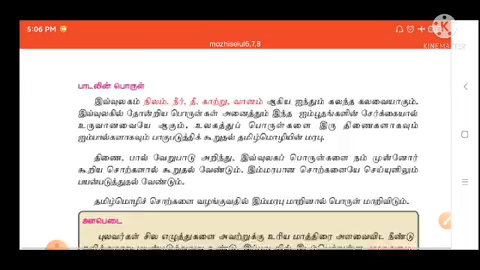 5:06 PM
KINEMASTER
mozhiseiul6,7,8
பாடலின் பொருள்
இவ்வுலகம் நிலம், நீர், தீ, காற்று, வானம் ஆகிய ஐந்தும் கலந்த கலவையாகும்.
இவ்வுலகில் தோன்றிய பொருள்கள் அனைத்தும் இந்த ஐம்பூதங்களின் சேர்க்கையால்
உருவானவையே ஆகும். உலகத்துப் பொருள்களை இரு திணைகளாகவும்
ஐம்பால்களாகவும் பாகுபடுத்திக் கூறுதல் தமிழ்மொழியின் மரபு.
திணை, பால் வேறுபாடு அறிந்து, இவ்வுலகப் பொருள்களை நம் முன்னோர்
கூறிய சொற்களால் கூறுதல் வேண்டும். இம்மரபான சொற்களையே செய்யுளிலும்
பயன்படுத்துதல் வேண்டும்.
தமிழ்மொழிச் சொற்களை வழங்குவதில் இம்மரபு மாறினால் பொருள் மாறிவிடும்.
அளபெடை
புலவர்கள் சில எழுத்துகளை அவற்றுக்கு உரிய மாத்திரை அளவைவிட நீண்டு